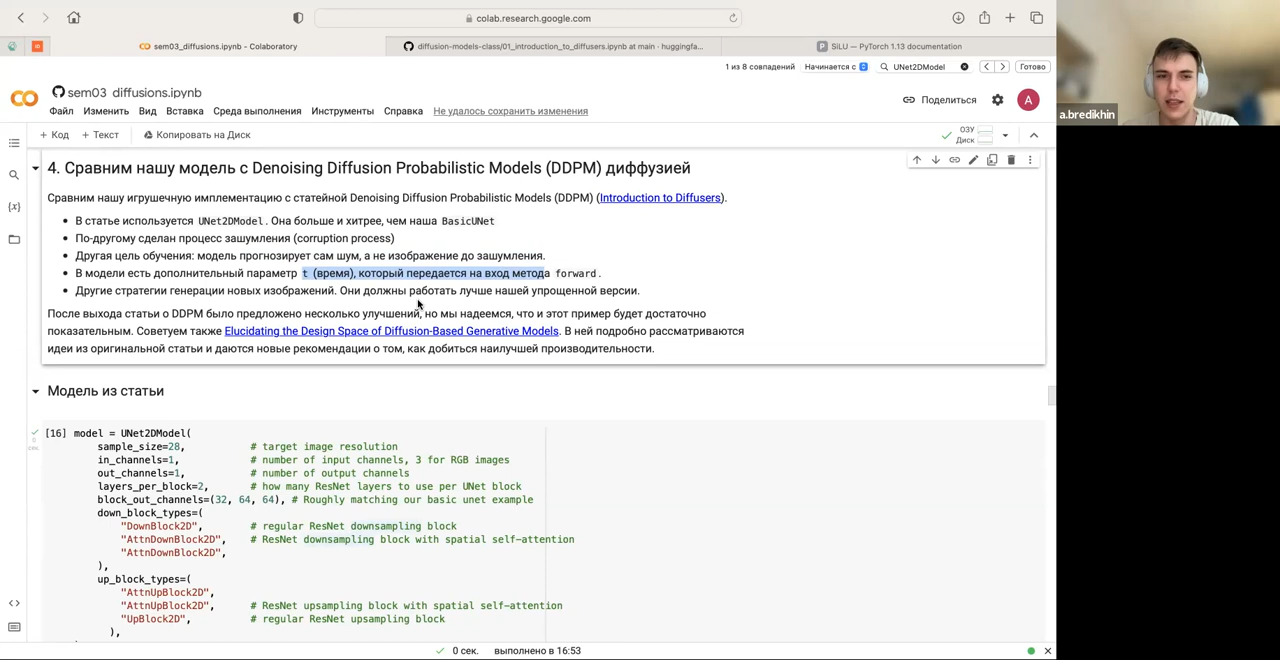 colab.research.google.com
sem03_diffusions.ipynb - Colaboratory
diffusion-models-class/01_introduction_to_diffusers.ipynb at main · huggingfa...
SiLU — PyTorch 1.13 documentation
1 из 8 совпадений
Начинается с
UNet2DModel
Готово
sem03_diffusions.ipynb
Файл Изменить Вид Вставка Среда выполнения Инструменты Справка Не удалось сохранить изменения
Поделиться
A
+ Код + Текст Копировать на Диск
ОЗУ
Диск
4. Сравним нашу модель с Denoising Diffusion Probabilistic Models (DDPM) диффузией
Сравним нашу игрушечную имплементацию с статейной Denoising Diffusion Probabilistic Models (DDPM) (Introduction to Diffusers).
• В статье используется UNet2DModel. Она больше и хитрее, чем наша BasicUNet
• По-другому сделан процесс зашумления (corruption process)
• Другая цель обучения: модель прогнозирует сам шум, а не изображение до зашумления.
• В модели есть дополнительный параметр t (время), который передается на вход метода forward.
• Другие стратегии генерации новых изображений. Они должны работать лучше нашей упрощенной версии.
После выхода статьи о DDPM было предложено несколько улучшений, но мы надеемся, что и этот пример будет достаточно
показательным. Советуем также Elucidating the Design Space of Diffusion-Based Generative Models. В ней подробно рассматриваются
идеи из оригинальной статьи и даются новые рекомендации о том, как добиться наилучшей производительности.
Модель из статьи
[16] model = UNet2DModel(
sample_size=28, # target image resolution
in_channels=1, # number of input channels, 3 for RGB images
out_channels=1, # number of output channels
layers_per_block=2, # how many ResNet layers to use per UNet block
block_out_channels=(32, 64, 64), # Roughly matching our basic unet example
down_block_types=(
"DownBlock2D", # regular ResNet downsampling block
"AttnDownBlock2D", # ResNet downsampling block with spatial self-attention
"AttnDownBlock2D",
),
up_block_types=(
"AttnUpBlock2D",
"AttnUpBlock2D", # ResNet upsampling block with spatial self-attention
"UpBlock2D", # regular ResNet upsampling block
),
0 сек. выполнено в 16:53
a.bredikhin